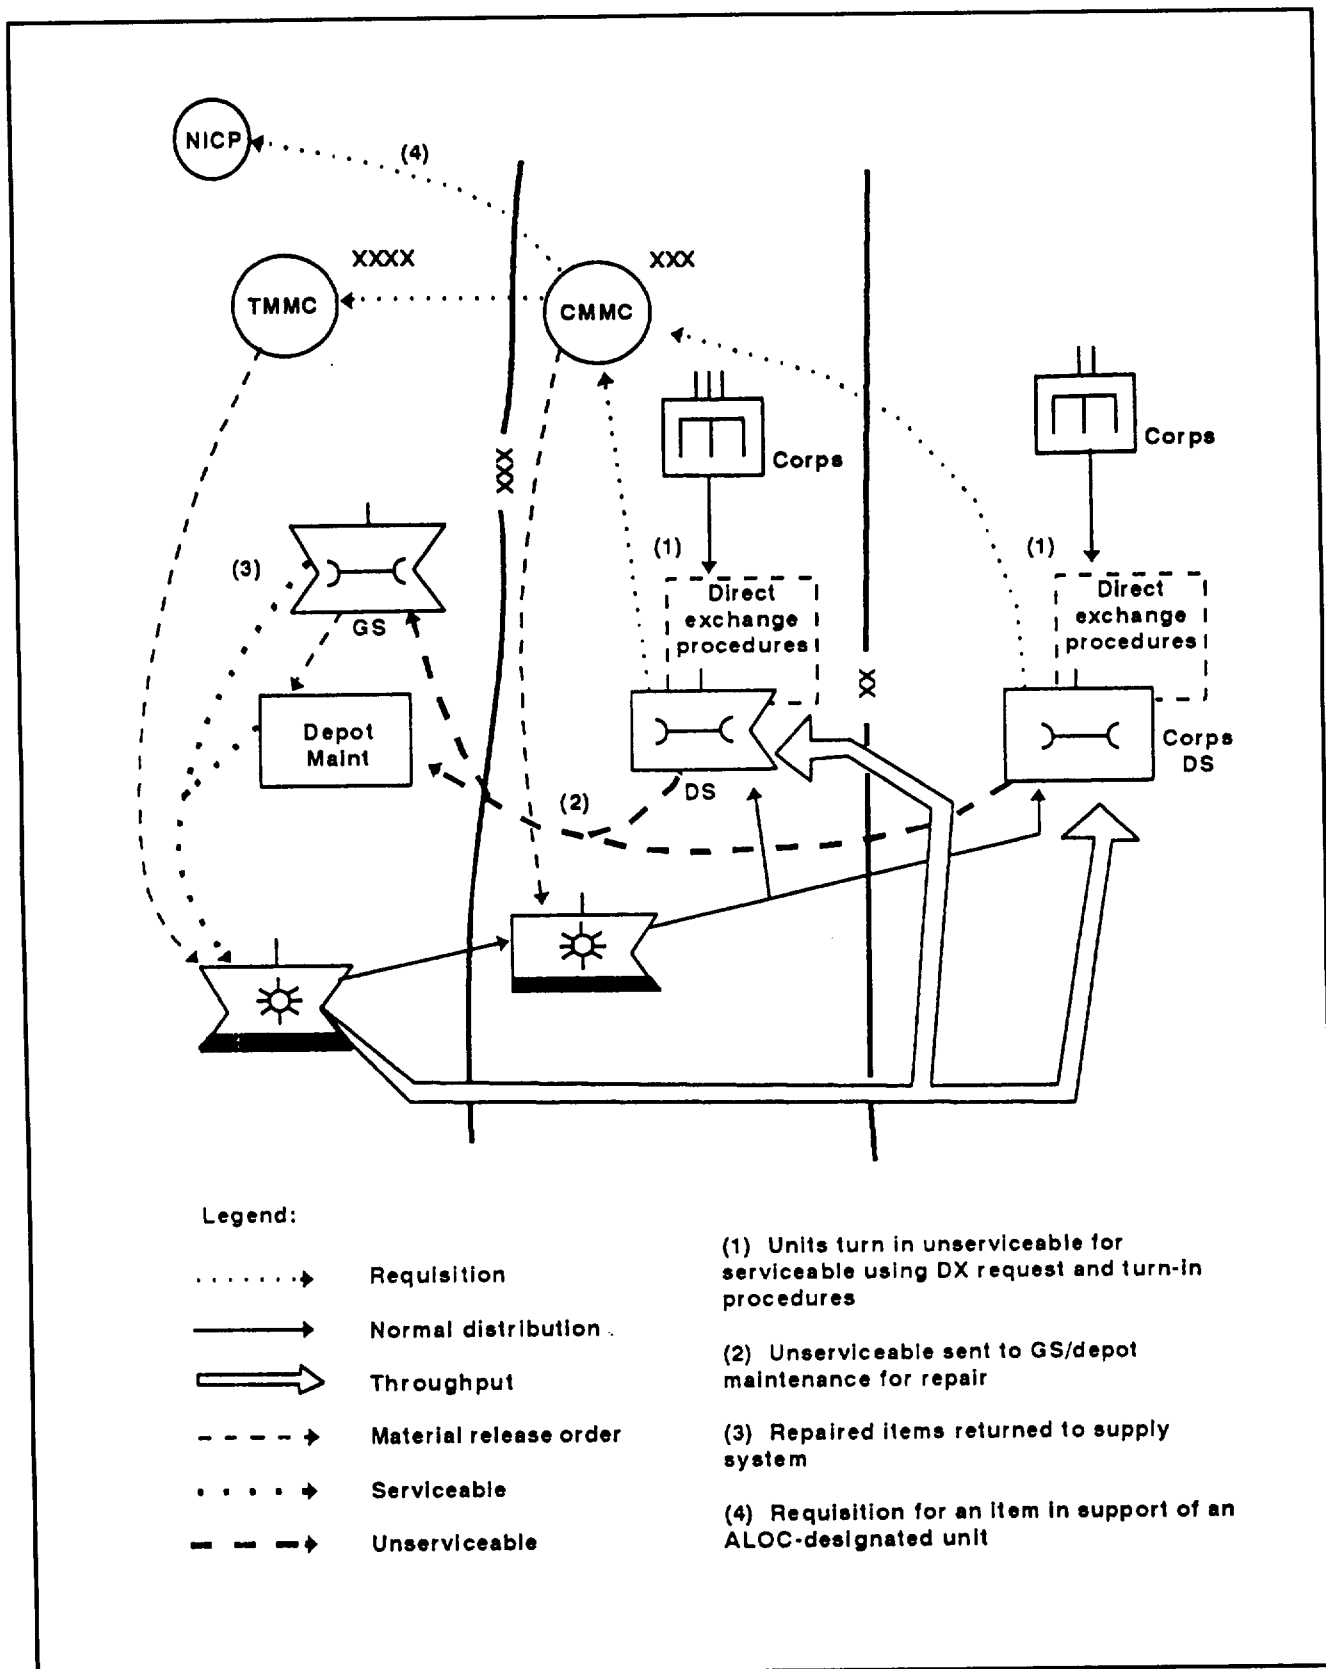 NICP
(4)
XXXX
XXX
TMMC
CMMC
Corps
Corps
XXX
(1)
(1)
(3)
Direct
exchange
procedures
Direct
exchange
procedures
GS
XX
Depot
Maint
Corps
DS
DS
(2)
Legend:
Requisition
Normal distribution
Throughput
Material release order
Serviceable
Unserviceable
(1) Units turn in unserviceable for
serviceable using DX request and turn-in
procedures
(2) Unserviceable sent to GS/depot
maintenance for repair
(3) Repaired items returned to supply
system
(4) Requisition for an item in support of an
ALOC-designated unit